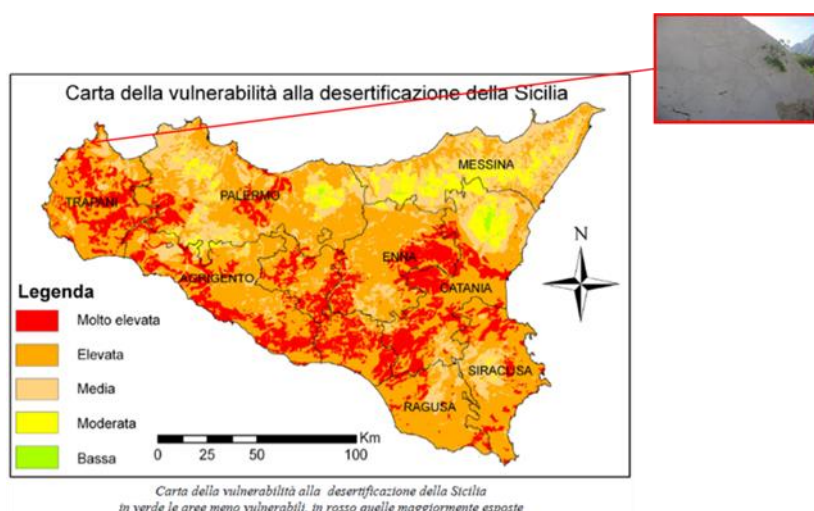 Carta della vulnerabilità alla desertificazione della Sicilia
MESSINA
PALERMO
TRAPANI
N
ENNA
AGRIGENTO
CATANIA
Legenda
Molto elevata
Elevata
SIRACUSA
Media
RAGUSA
Moderata
Km
Bassa
0 25 50 100
Carta della vulnerabilità alla desertificazione della Sicilia
in verde le aree meno vulnerabili, in rosso quelle maggiormente esposte